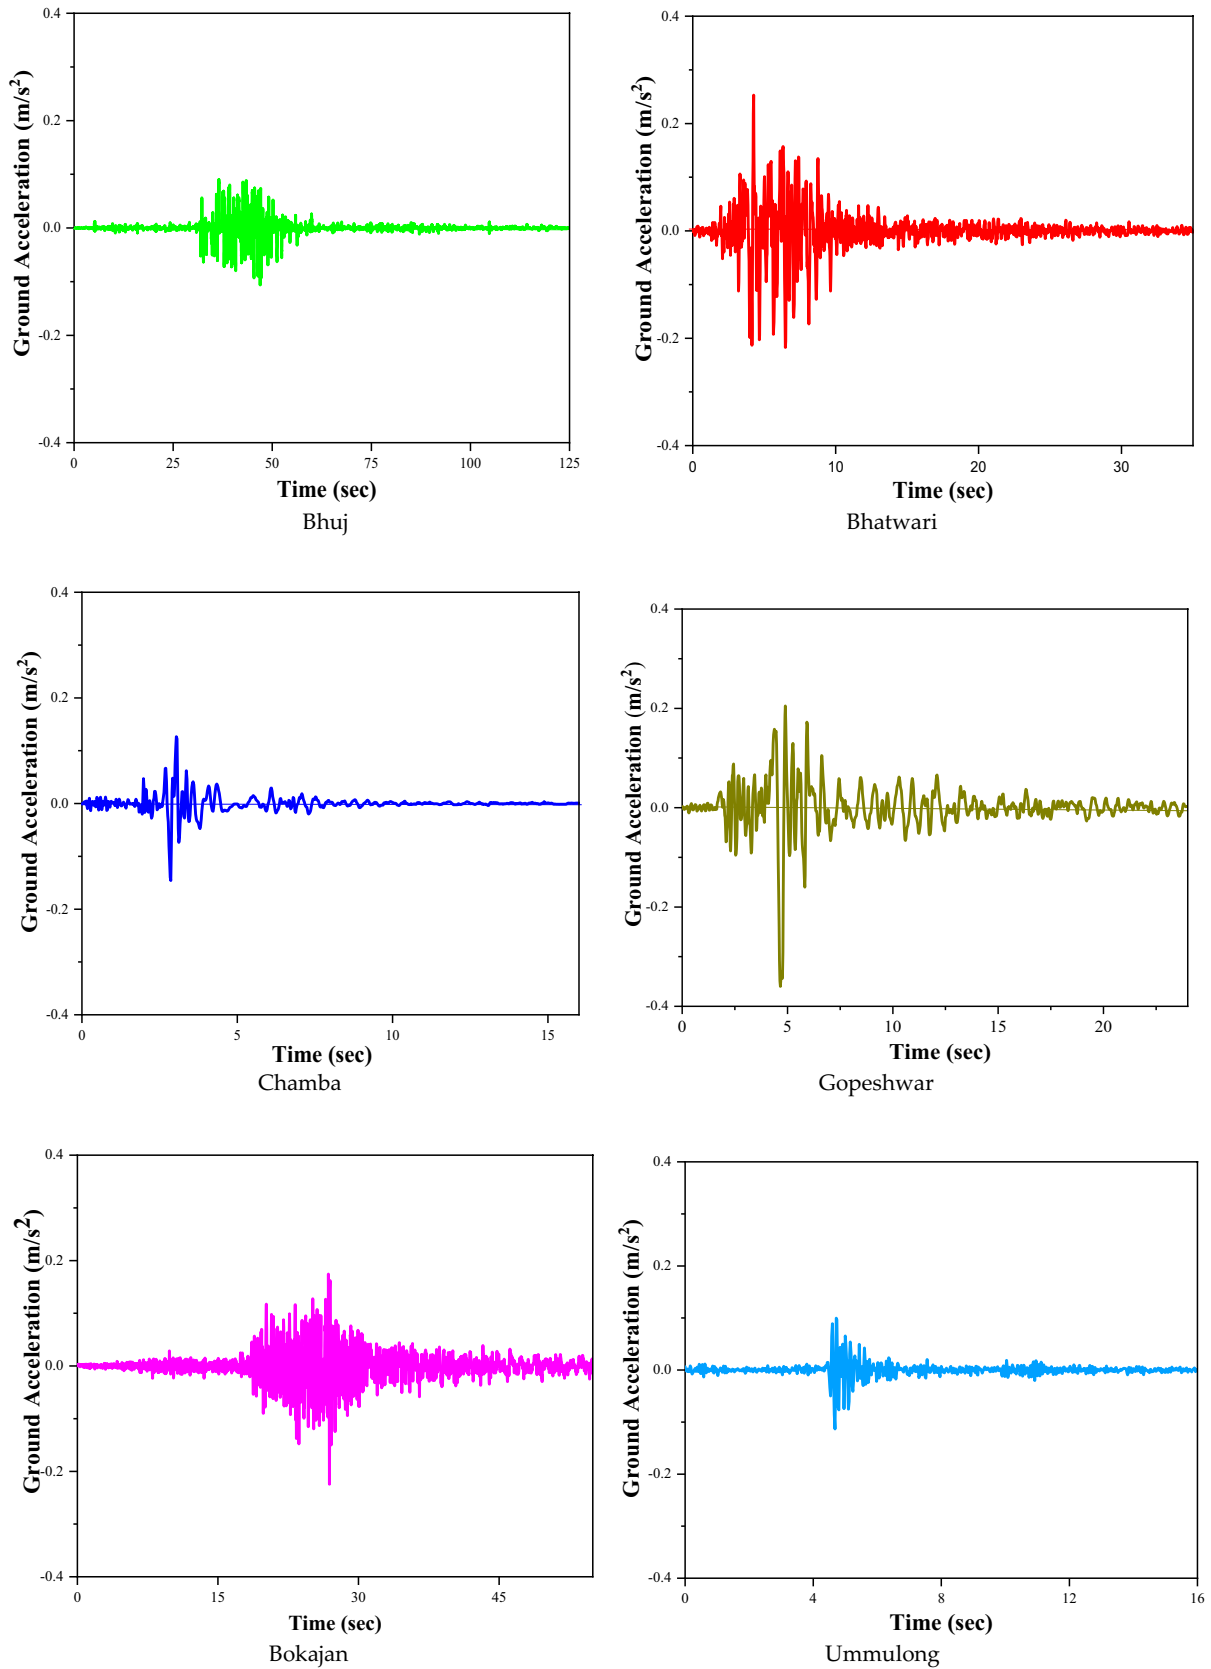 0.4
0.2
0.0
-0.2
-0.4
Ground Acceleration (m/s²)
0 25 50 75 100 125
Time (sec)
Bhuj
0.4
0.2
0.0
-0.2
-0.4
Ground Acceleration (m/s²)
0 10 20 30
Time (sec)
Bhatwari
0.4
0.2
0.0
-0.2
-0.4
Ground Acceleration (m/s²)
0 5 10 15
Time (sec)
Chamba
0.4
0.2
0.0
-0.2
-0.4
Ground Acceleration (m/s²)
0 5 10 15 20
Time (sec)
Gopeshwar
0.4
0.2
0.0
-0.2
-0.4
Ground Acceleration (m/s²)
0 15 30 45
Time (sec)
Bokajan
0.4
0.2
0.0
-0.2
-0.4
Ground Acceleration (m/s²)
0 4 8 12 16
Time (sec)
Ummulong